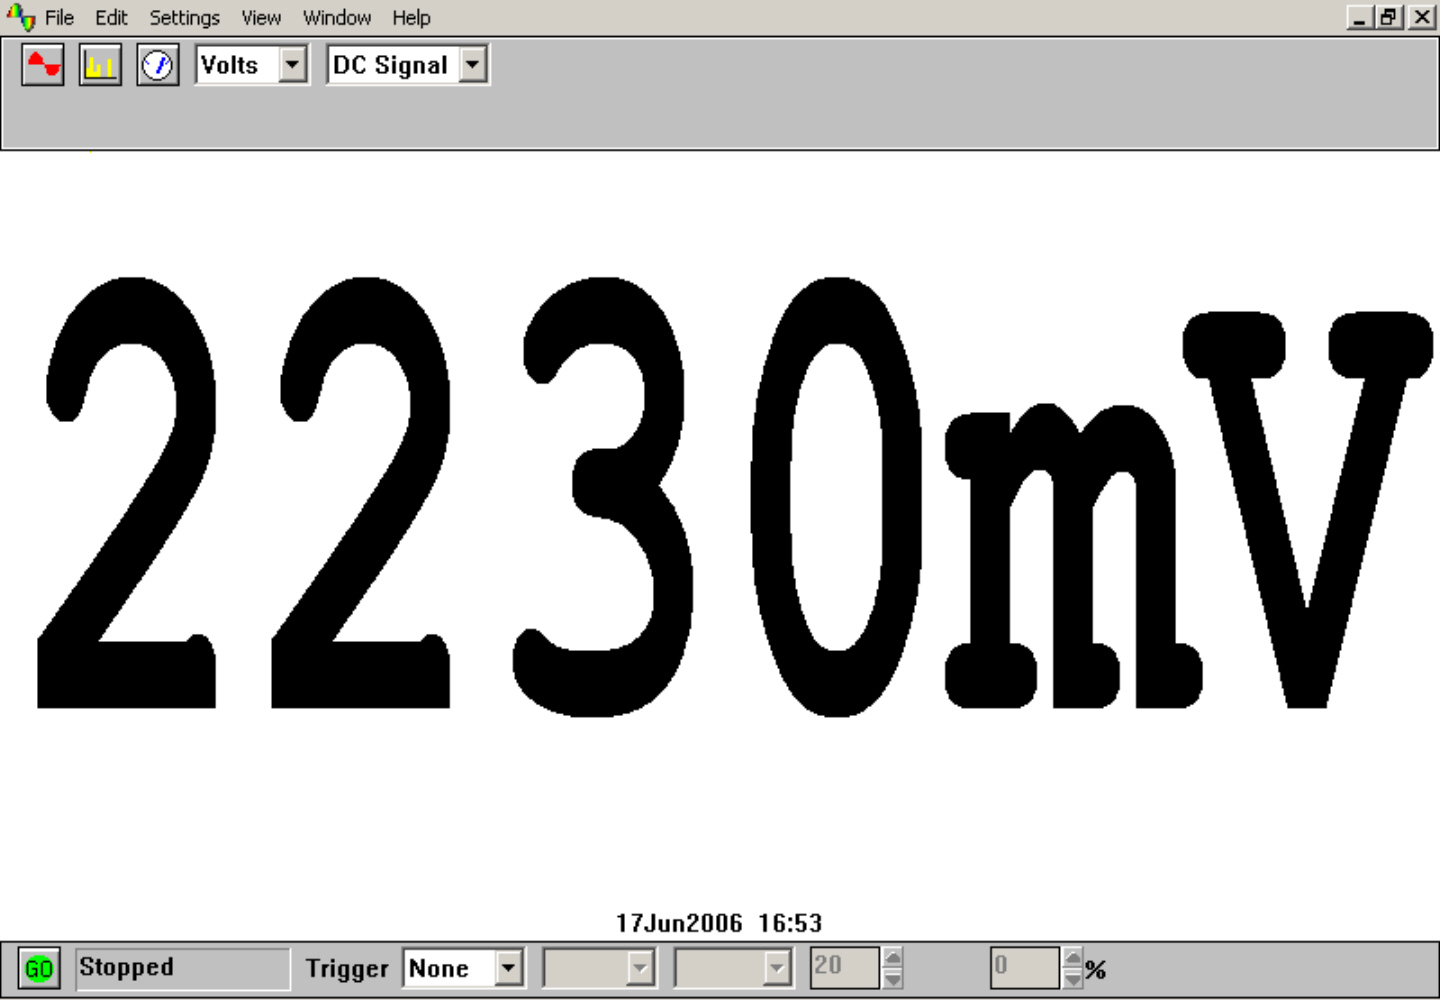 File Edit Settings View Window Help
Volts DC Signal
2230mV
17Jun2006 16:53
GO Stopped Trigger None 20 0 %